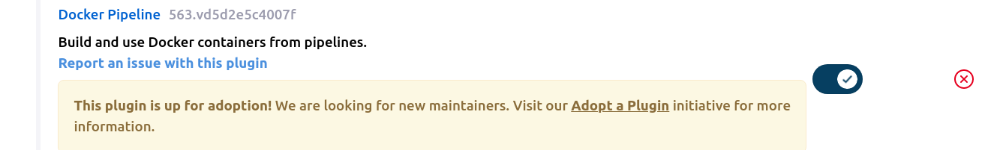 Docker Pipeline 563.vd5d2e5c4007f
Build and use Docker containers from pipelines.
Report an issue with this plugin
This plugin is up for adoption! We are looking for new maintainers. Visit our Adopt a Plugin initiative for more
information.